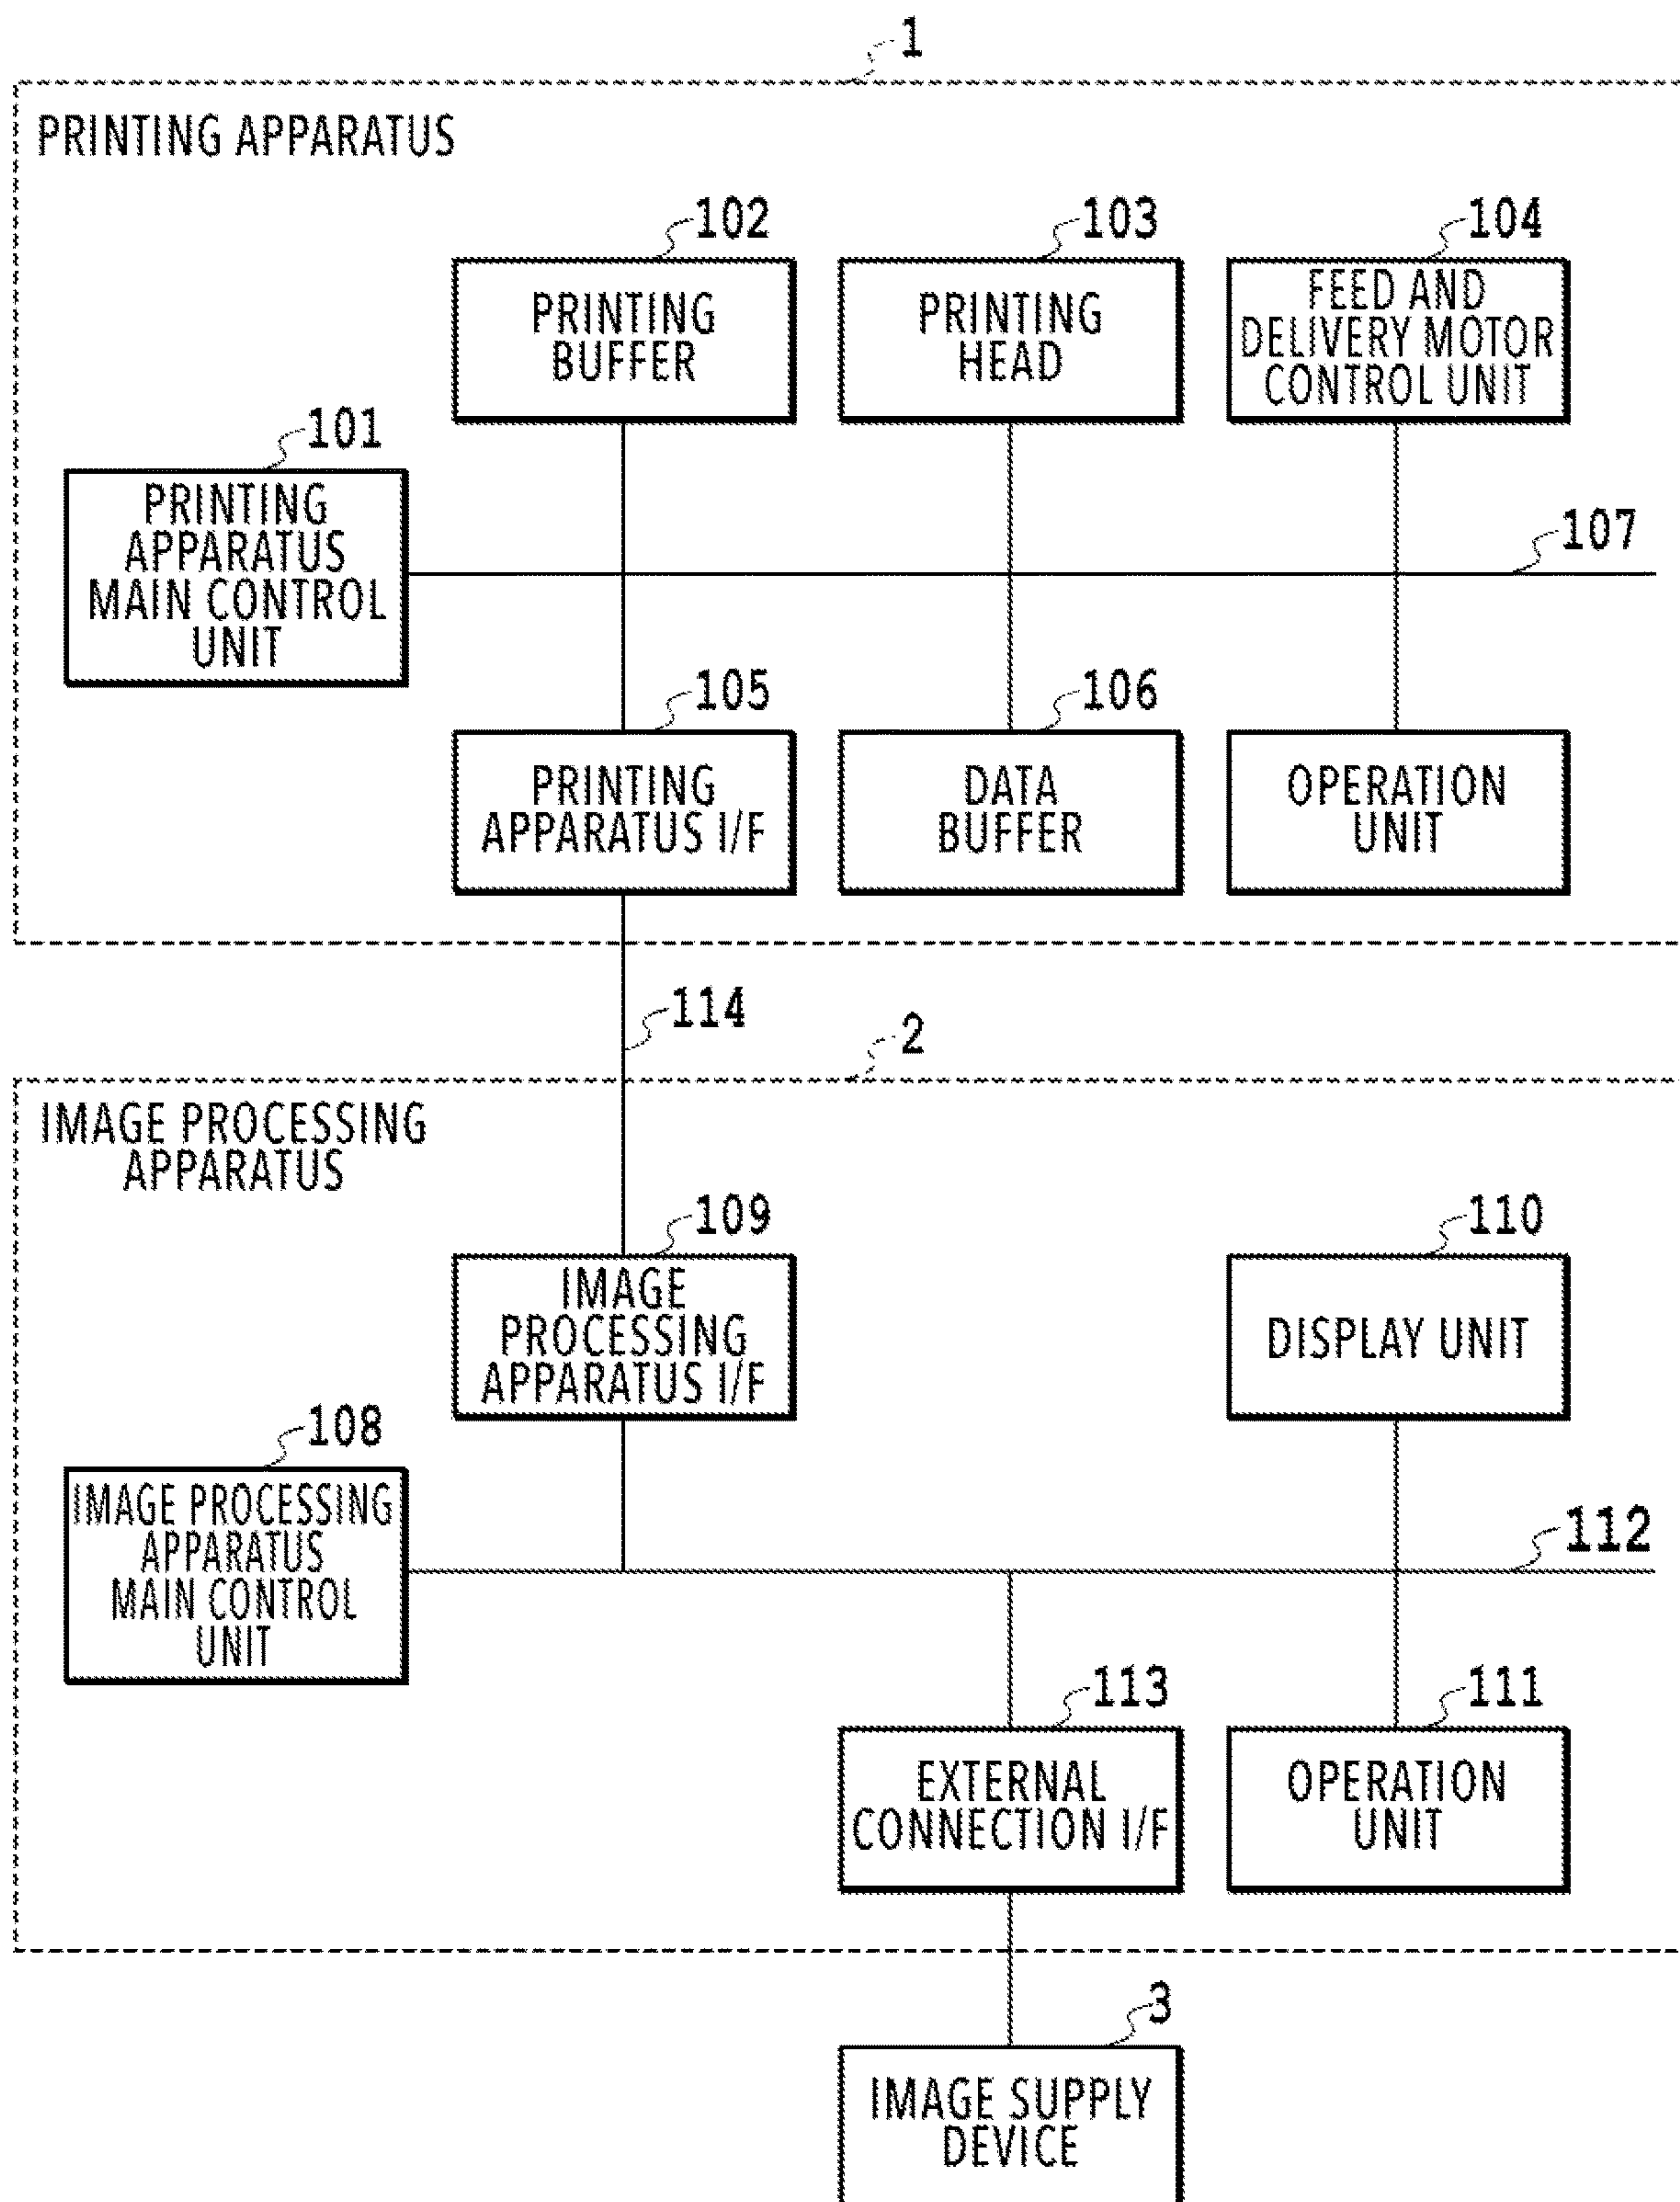 1
PRINTING APPARATUS
102
103
104
PRINTING
BUFFER
PRINTING
HEAD
FEED AND
DELIVERY MOTOR
CONTROL UNIT
101
PRINTING
APPARATUS
MAIN CONTROL
UNIT
107
105
106
PRINTING
APPARATUS I/F
DATA
BUFFER
OPERATION
UNIT
114
2
IMAGE PROCESSING
APPARATUS
109
110
IMAGE
PROCESSING
APPARATUS I/F
DISPLAY UNIT
108
IMAGE PROCESSING
APPARATUS
MAIN CONTROL
UNIT
112
113
111
EXTERNAL
CONNECTION I/F
OPERATION
UNIT
3
IMAGE SUPPLY
DEVICE